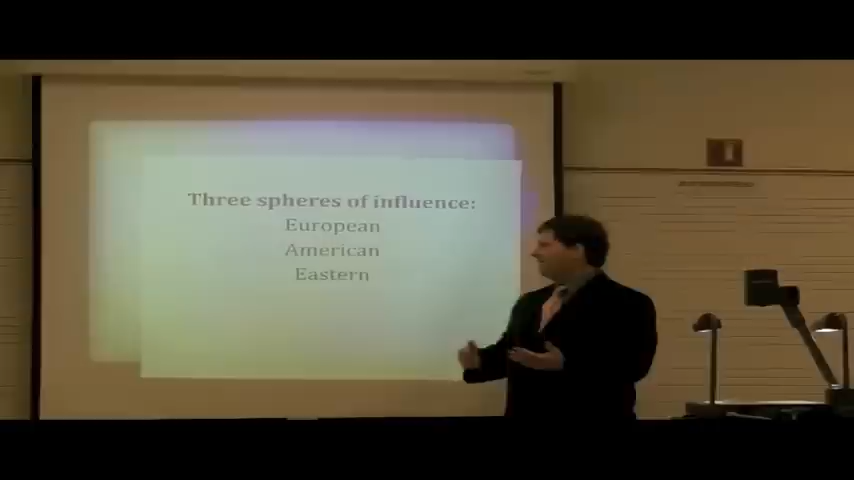 Three spheres of influence:
European
American
Eastern